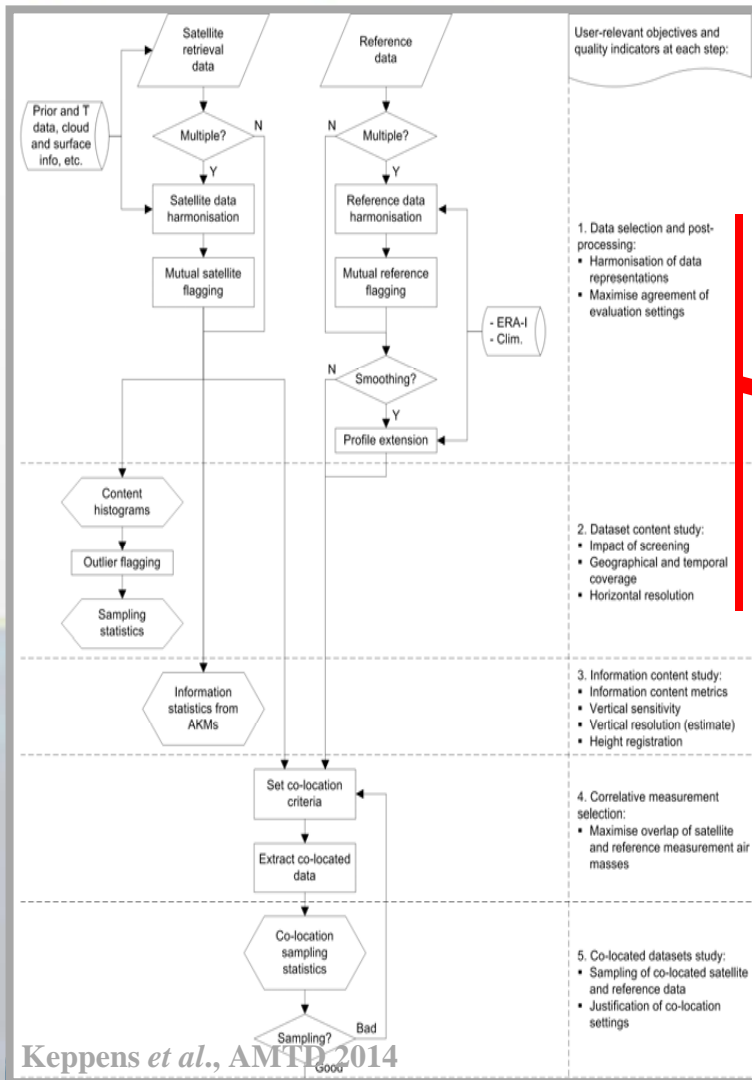 Satellite
retrieval
data
Reference
data
User-relevant objectives and
quality indicators at each step:
Prior and T
data, cloud
and surface
info, etc.
Multiple?
N
Y
N
Multiple?
Y
Satellite data
harmonisation
Reference data
harmonisation
Mutual satellite
flagging
Mutual reference
flagging
- ERA-I
- Clim.
N
Smoothing?
Y
Profile extension
1. Data selection and post-
processing:
▪ Harmonisation of data
representations
▪ Maximise agreement of
evaluation settings
Content
histograms
Outlier flagging
Sampling
statistics
2. Dataset content study:
▪ Impact of screening
▪ Geographical and temporal
coverage
▪ Horizontal resolution
Information
statistics from
AKMs
3. Information content study:
▪ Information content metrics
▪ Vertical sensitivity
▪ Vertical resolution (estimate)
▪ Height registration
Set co-location
criteria
Extract co-located
data
4. Correlative measurement
selection:
▪ Maximise overlap of satellite
and reference measurement air
masses
Co-location
sampling
statistics
Sampling?
Bad
Good
5. Co-located datasets study:
▪ Sampling of co-located satellite
and reference data
▪ Justification of co-location
settings
Keppens et al., AMTD 2014